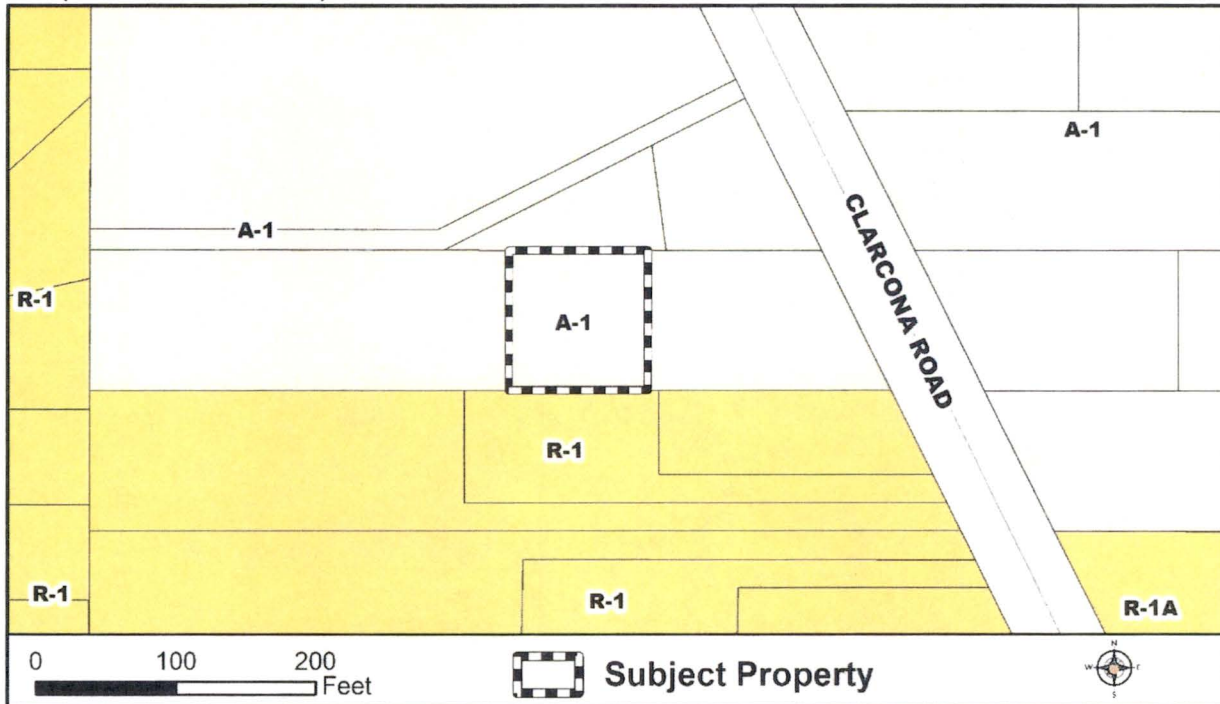 A-1
CLARCONA ROAD
A-1
R-1
A-1
R-1
R-1
R-1
R-1A
0 100 200
Feet
Subject Property
N
W
E
S